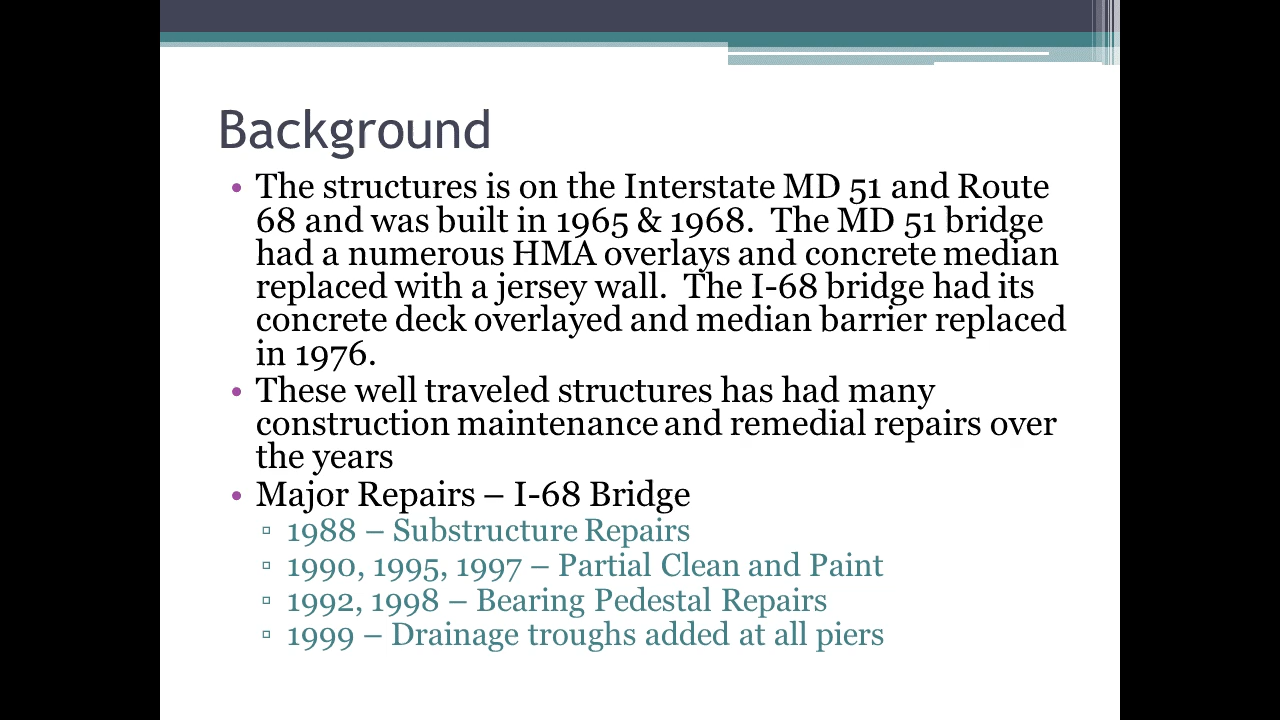 Background
• The structures is on the Interstate MD 51 and Route
68 and was built in 1965 & 1968.  The MD 51 bridge
had a numerous HMA overlays and concrete median
replaced with a jersey wall.  The I-68 bridge had its
concrete deck overlayed and median barrier replaced
in 1976.
• These well traveled structures has had many
construction maintenance and remedial repairs over
the years
• Major Repairs – I-68 Bridge
▫ 1988 – Substructure Repairs
▫ 1990, 1995, 1997 – Partial Clean and Paint
▫ 1992, 1998 – Bearing Pedestal Repairs
▫ 1999 – Drainage troughs added at all piers